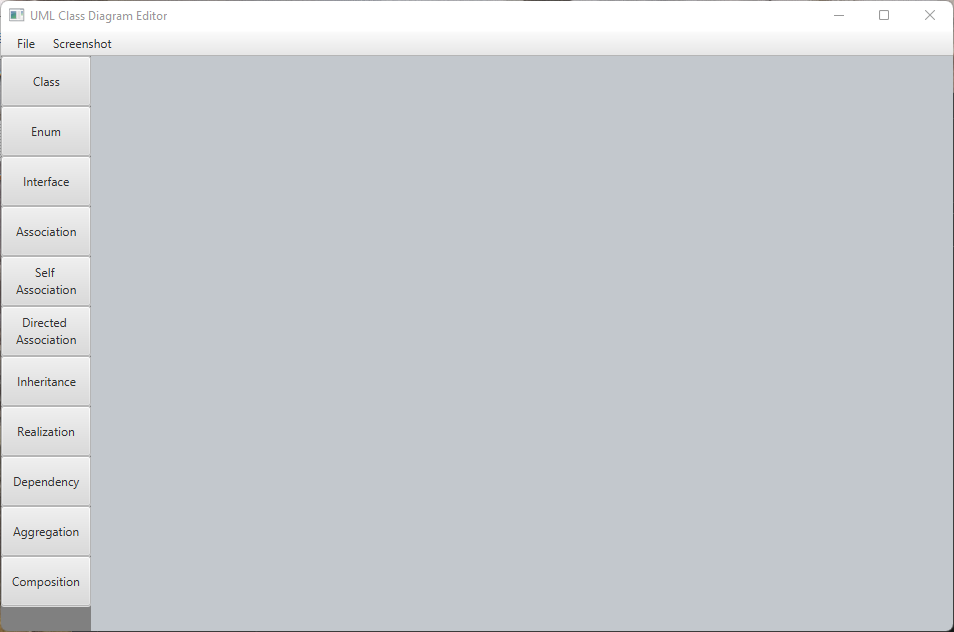 UML Class Diagram Editor
File Screenshot
Class
Enum
Interface
Association
Self
Association
Directed
Association
Inheritance
Realization
Dependency
Aggregation
Composition